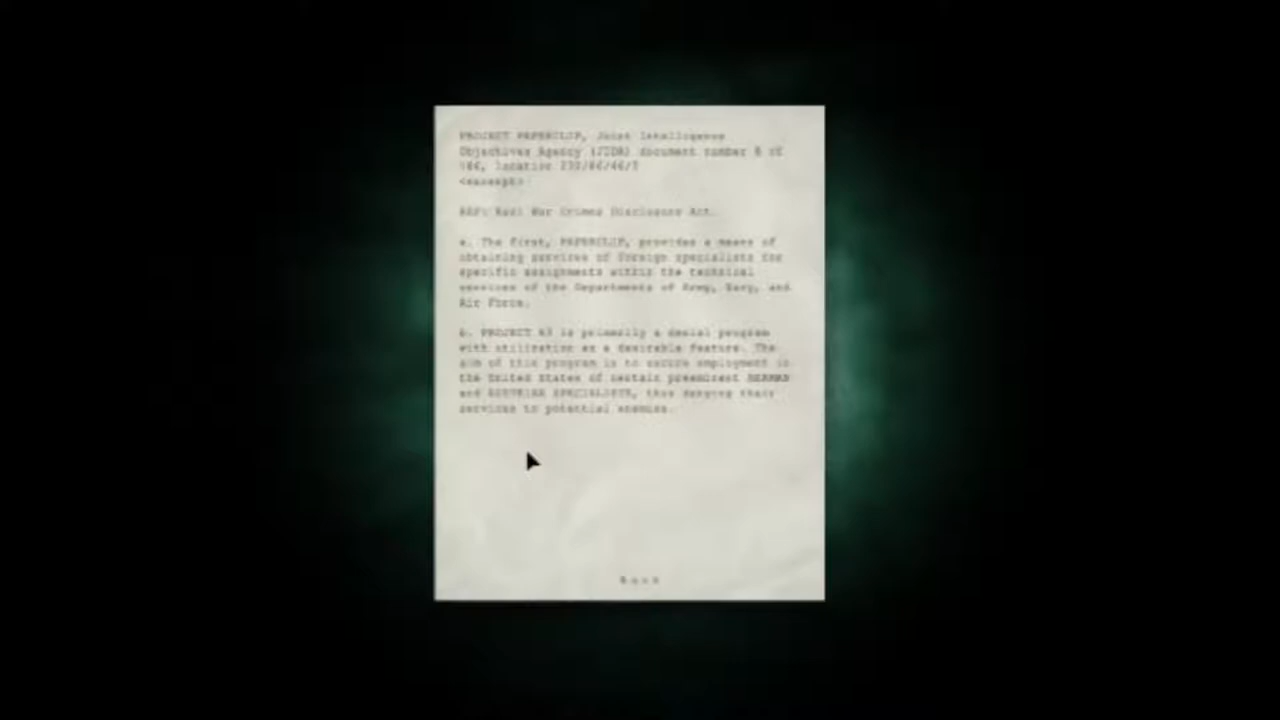 PROJECT PAPERCLIP, Joint Intelligence
Objectives Agency (JIOA) document number 8 of
location
<excerpt>
REF: Nazi War Crimes Disclosure Act.
a. The first, PAPERCLIP, provides a means of
obtaining services of foreign specialists for
specific assignments within the technical
services of the Departments of Army, Navy, and
Air Force.
b. PROJECT 63 is primarily a denial program
with utilization as a desirable feature. The
aim of this program is to secure employment in
the United States of certain preeminent GERMAN
and AUSTRIAN SPECIALISTS, thus denying their
services to potential enemies.
Back